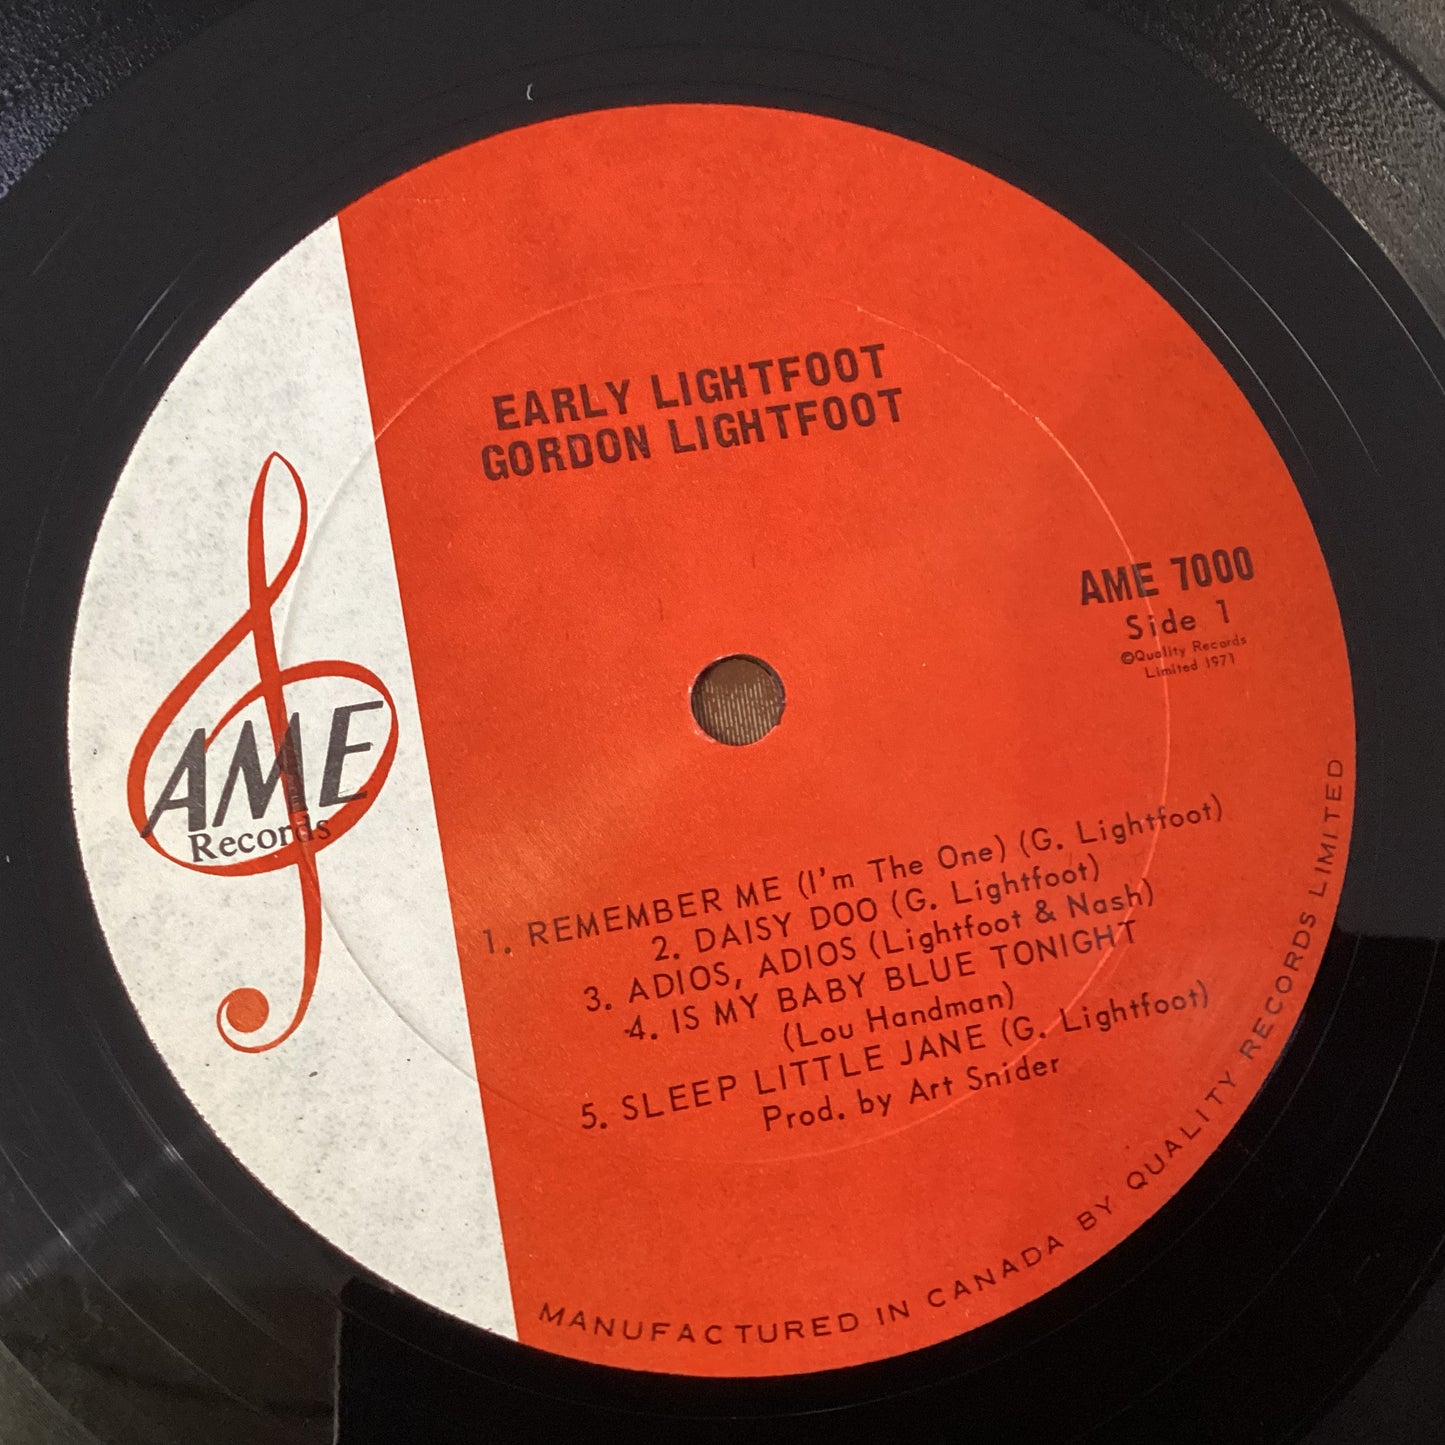 EARLY LIGHTFOOT
GORDON LIGHTFOOT
AME 7000
Side 1
©Quality Records
Limited 1971
AME
Records
1. REMEMBER ME (I'm The One) (G. Lightfoot)
2. DAISY DOO (G. Lightfoot)
3. ADIOS, ADIOS (Lightfoot & Nash)
4. IS MY BABY BLUE TONIGHT
(Lou Handman)
5. SLEEP LITTLE JANE (G. Lightfoot)
Prod. by Art Snider
MANUFACTURED IN CANADA BY QUALITY RECORDS LIMITED